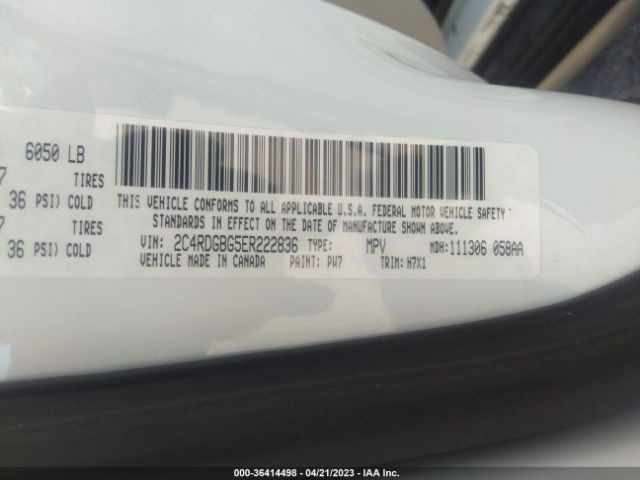 6050 LB
7 TIRES
36 PSI) COLD
7 TIRES
36 PSI) COLD
THIS VEHICLE CONFORMS TO ALL APPLICABLE U.S.A. FEDERAL MOTOR VEHICLE SAFETY
STANDARDS IN EFFECT ON THE DATE OF MANUFACTURE SHOWN ABOVE.
VIN: 2C4RDGBG5ER222836 TYPE: MPV MDH: 111306 058AA
VEHICLE MADE IN CANADA PAINT: PW7 TRIM: H7X1
000-36414498 - 04/21/2023 - IAA Inc.